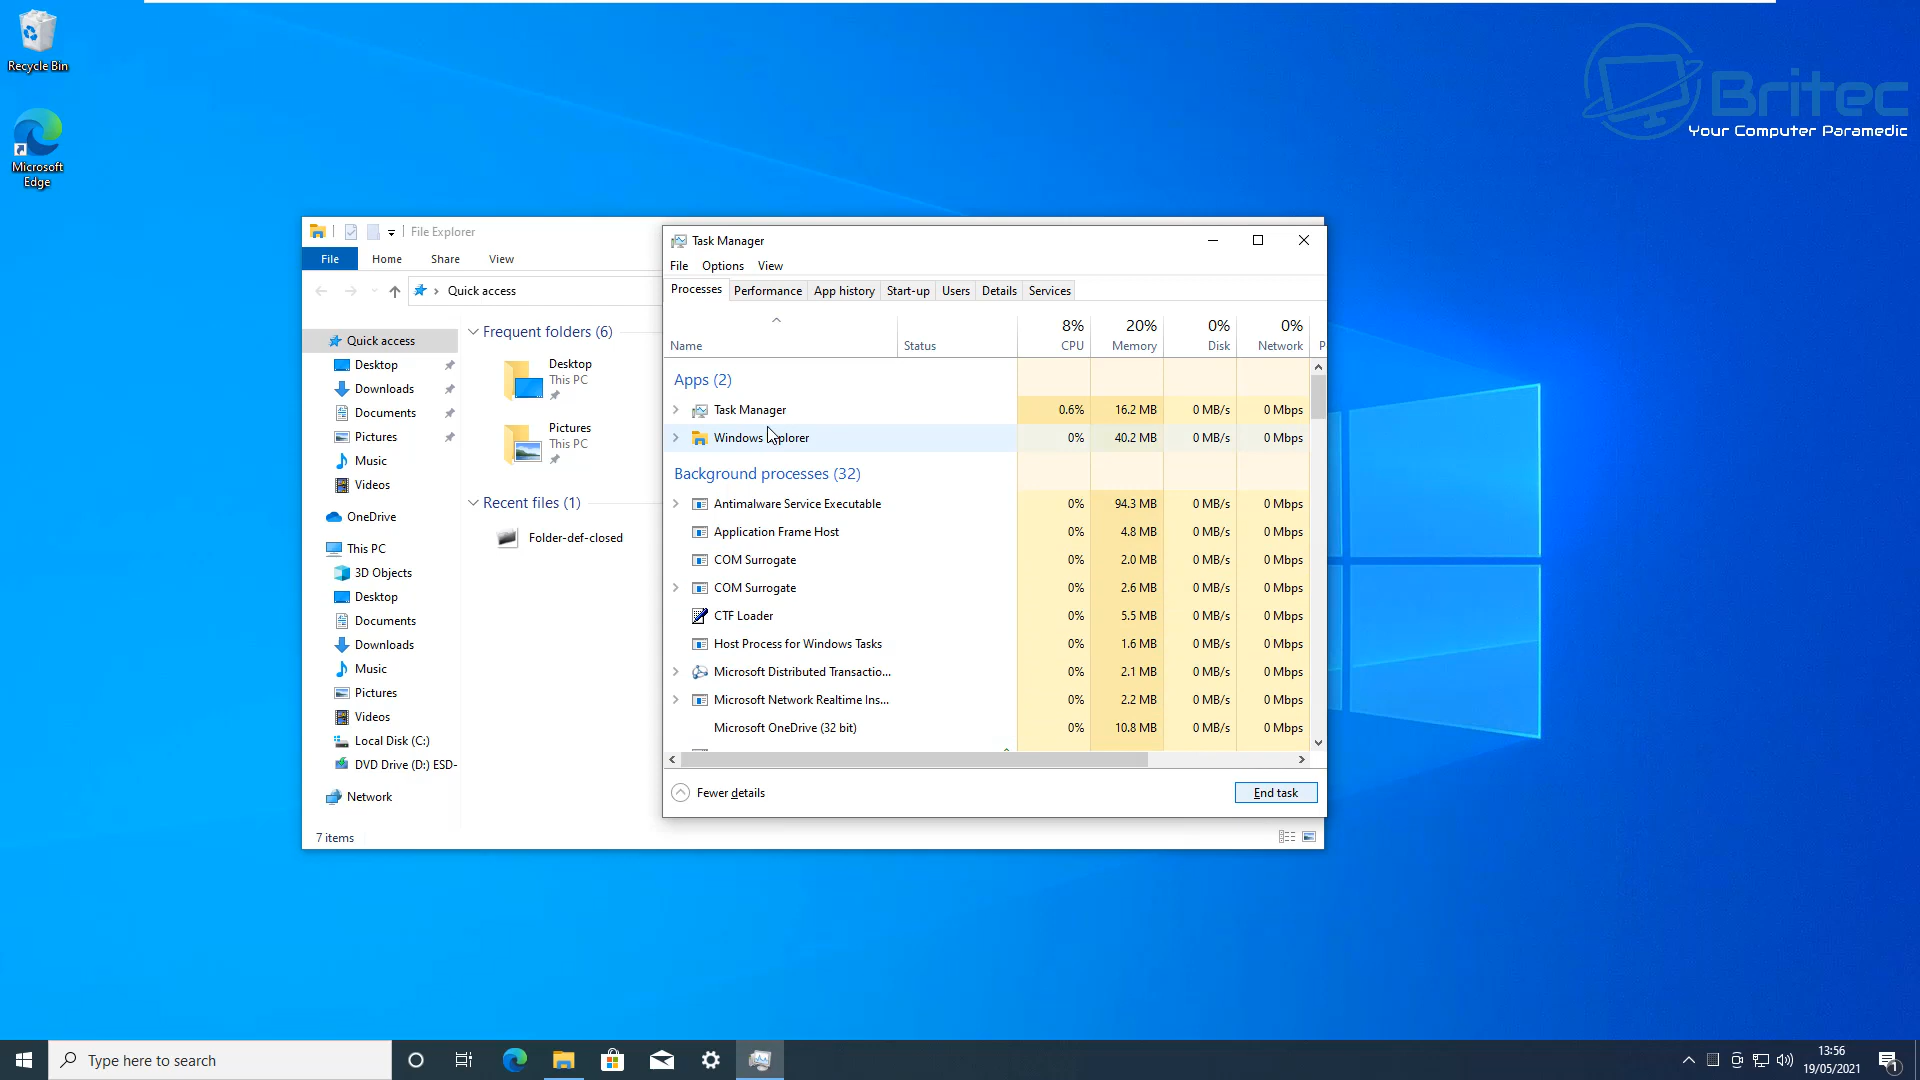 Recycle Bin
Microsoft
Edge
Britec
Your Computer Paramedic
File Explorer
File
Home
Share
View
Quick access
Quick access
Desktop
Downloads
Documents
Pictures
Music
Videos
OneDrive
This PC
3D Objects
Desktop
Documents
Downloads
Music
Pictures
Videos
Local Disk (C:)
DVD Drive (D:) ESD-
Network
7 items
Frequent folders (6)
Desktop
This PC
Pictures
This PC
Recent files (1)
Folder-def-closed
Task Manager
File Options View
Processes Performance App history Start-up Users Details Services
8% 20% 0% 0%
Name Status CPU Memory Disk Network P
Apps (2)
Task Manager 0.6% 16.2 MB 0 MB/s 0 Mbps
Windows Explorer 0% 40.2 MB 0 MB/s 0 Mbps
Background processes (32)
Antimalware Service Executable 0% 94.3 MB 0 MB/s 0 Mbps
Application Frame Host 0% 4.8 MB 0 MB/s 0 Mbps
COM Surrogate 0% 2.0 MB 0 MB/s 0 Mbps
COM Surrogate 0% 2.6 MB 0 MB/s 0 Mbps
CTF Loader 0% 5.5 MB 0 MB/s 0 Mbps
Host Process for Windows Tasks 0% 1.6 MB 0 MB/s 0 Mbps
Microsoft Distributed Transactio... 0% 2.1 MB 0 MB/s 0 Mbps
Microsoft Network Realtime Ins... 0% 2.2 MB 0 MB/s 0 Mbps
Microsoft OneDrive (32 bit) 0% 10.8 MB 0 MB/s 0 Mbps
Fewer details
End task
Type here to search
13:56
19/05/2021
1